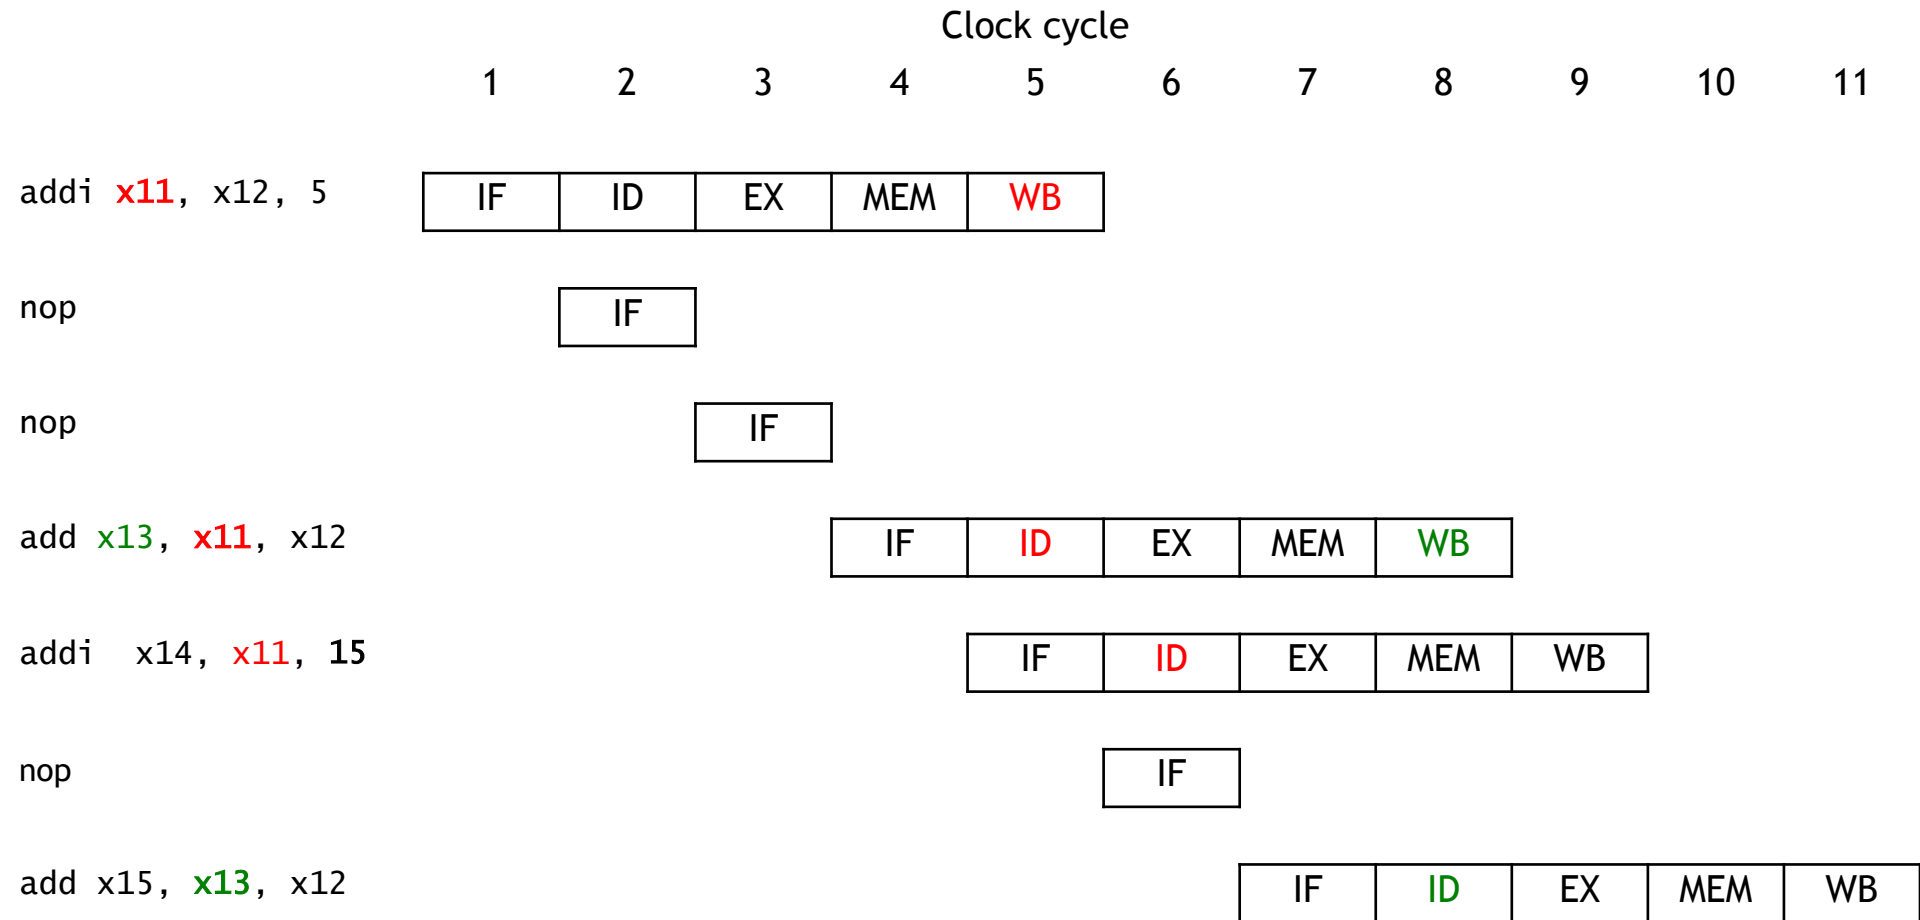 Clock cycle
1 2 3 4 5 6 7 8 9 10 11
addi x11, x12, 5 IF ID EX MEM WB
nop IF
nop IF
add x13, x11, x12 IF ID EX MEM WB
addi x14, x11, 15 IF ID EX MEM WB
nop IF
add x15, x13, x12 IF ID EX MEM WB